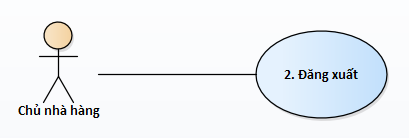 2. Đăng xuất
Chủ nhà hàng